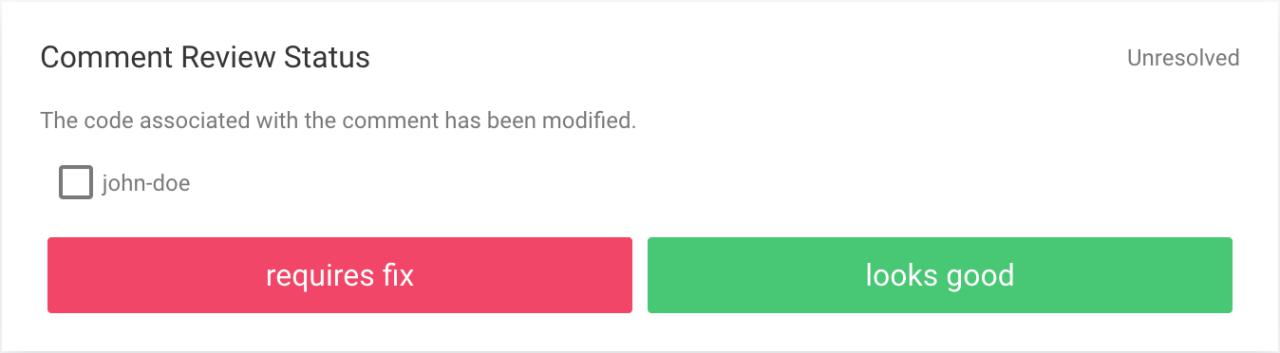 Comment Review Status
Unresolved
The code associated with the comment has been modified.
john-doe
requires fix
looks good